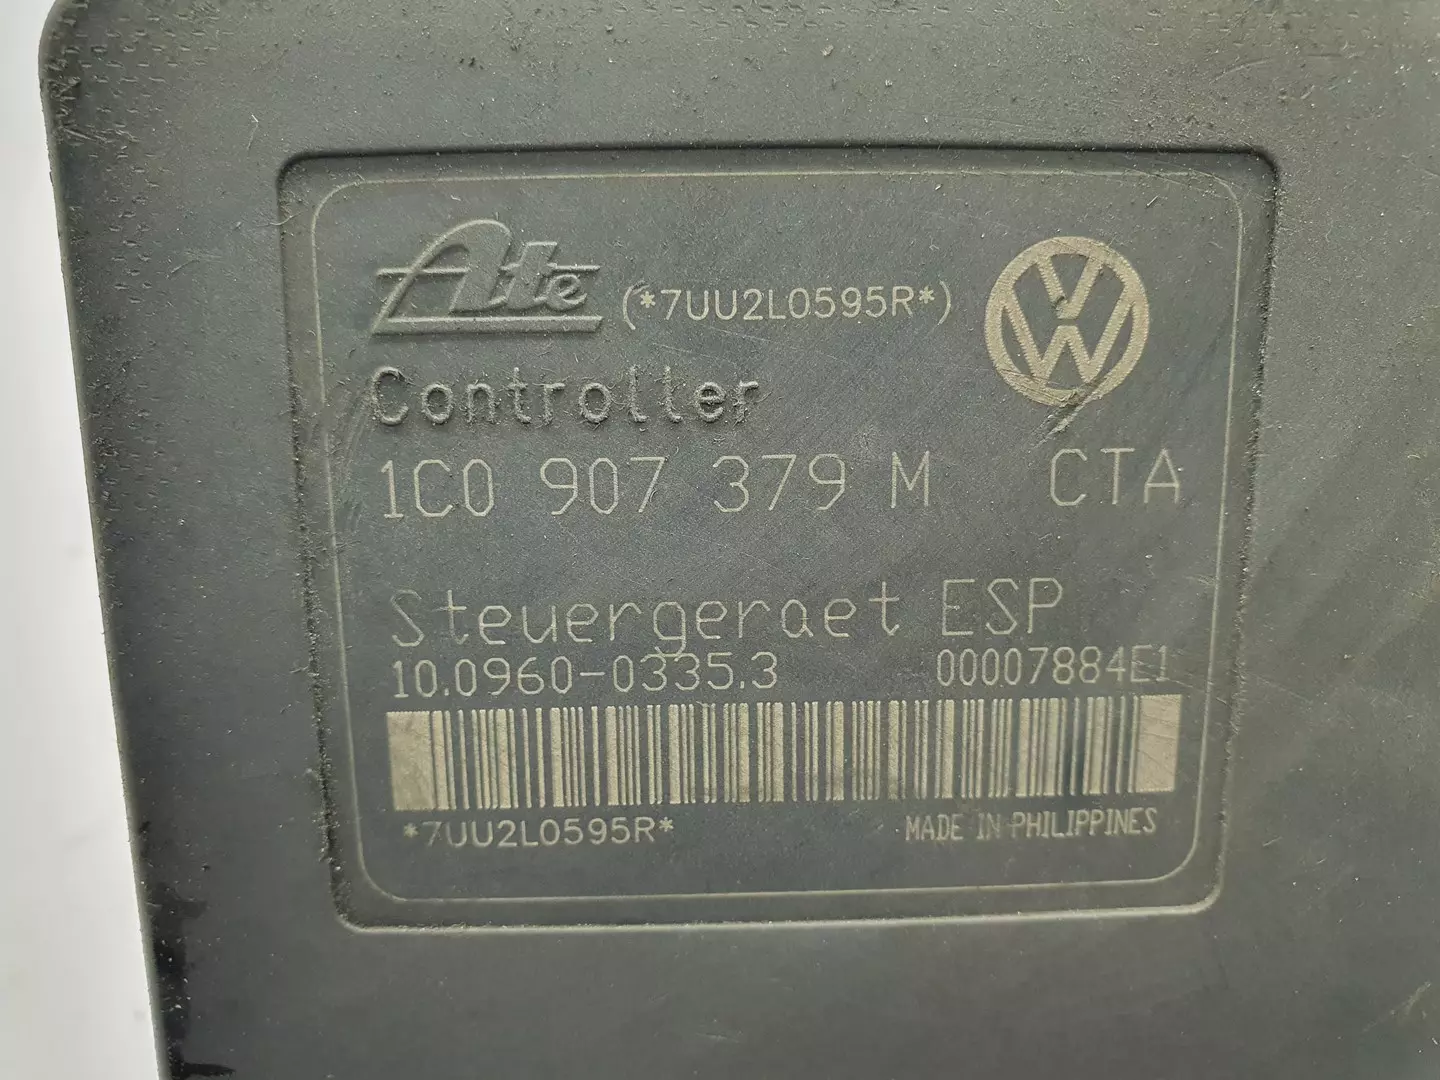 Ate (*7UU2L0595R*)
Controller
1C0 907 379 M CTA
Steuergeraet ESP
10.0960-0335.3 00007884E1
*7UU2L0595R* MADE IN PHILIPPINES